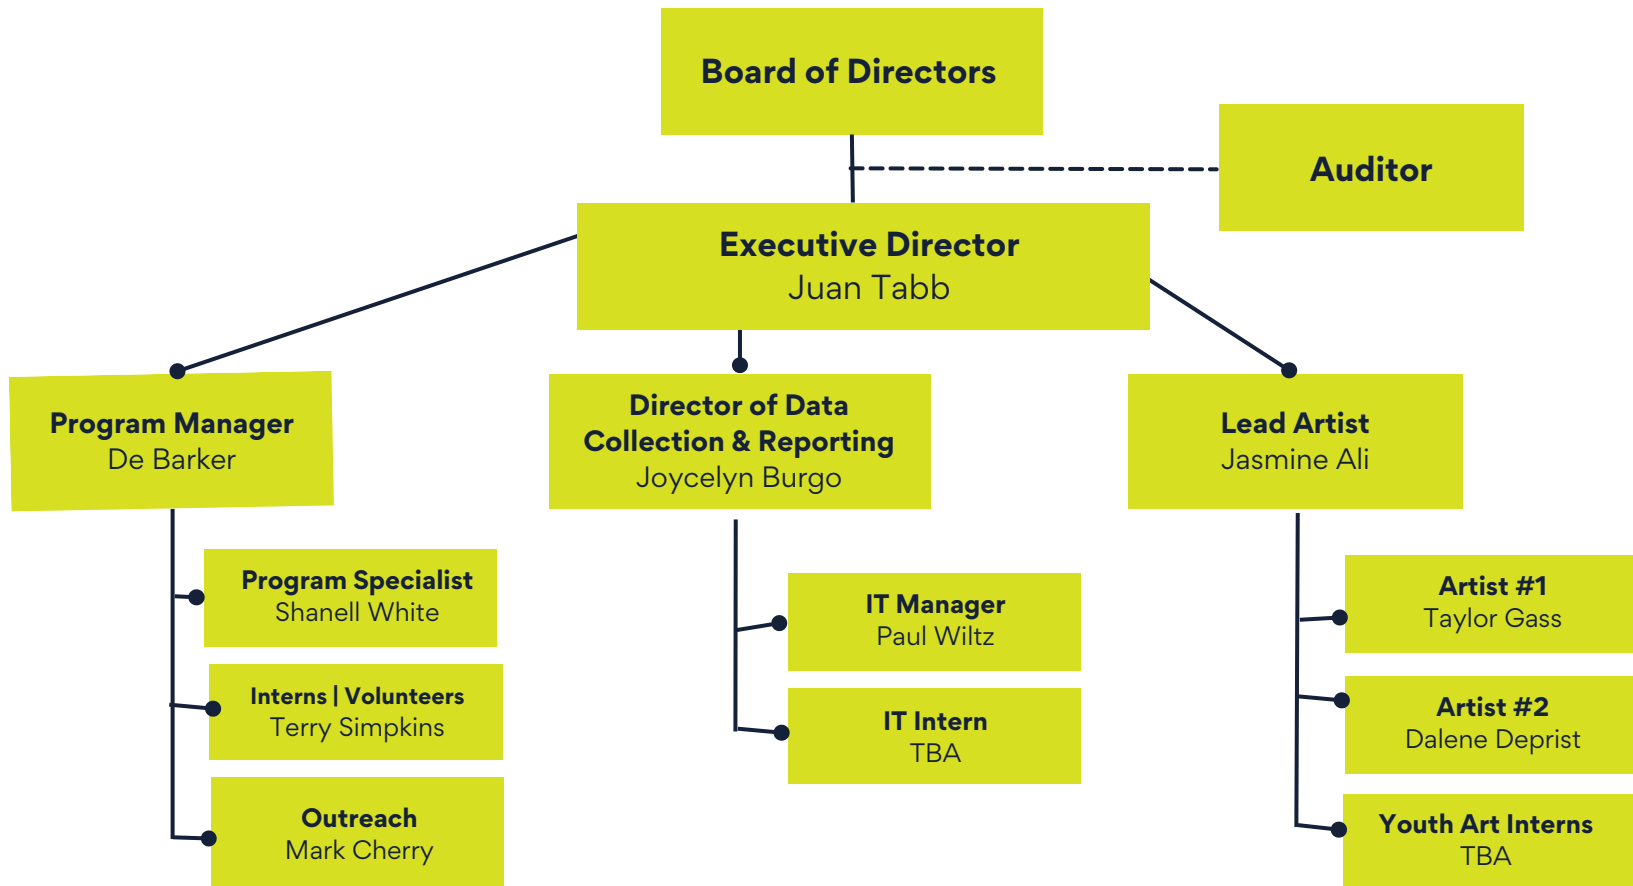 Board of Directors
Auditor
Executive Director
Juan Tabb
Program Manager
De Barker
Director of Data
Collection & Reporting
Joycelyn Burgo
Lead Artist
Jasmine Ali
Program Specialist
Shanell White
Interns | Volunteers
Terry Simpkins
Outreach
Mark Cherry
IT Manager
Paul Wiltz
IT Intern
TBA
Artist #1
Taylor Gass
Artist #2
Dalene Deprist
Youth Art Interns
TBA